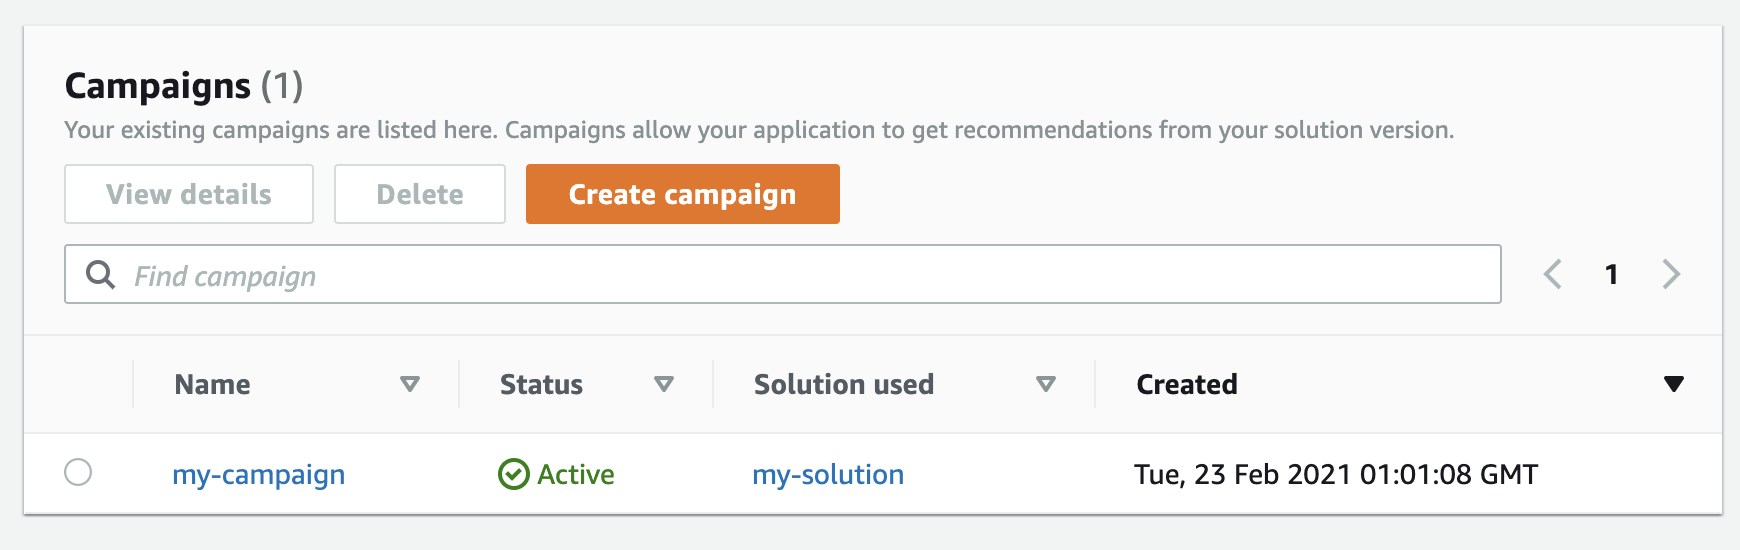 Campaigns (1)
Your existing campaigns are listed here. Campaigns allow your application to get recommendations from your solution version.
View details Delete Create campaign
Find campaign 1
Name Status Solution used Created
my-campaign Active my-solution Tue, 23 Feb 2021 01:01:08 GMT